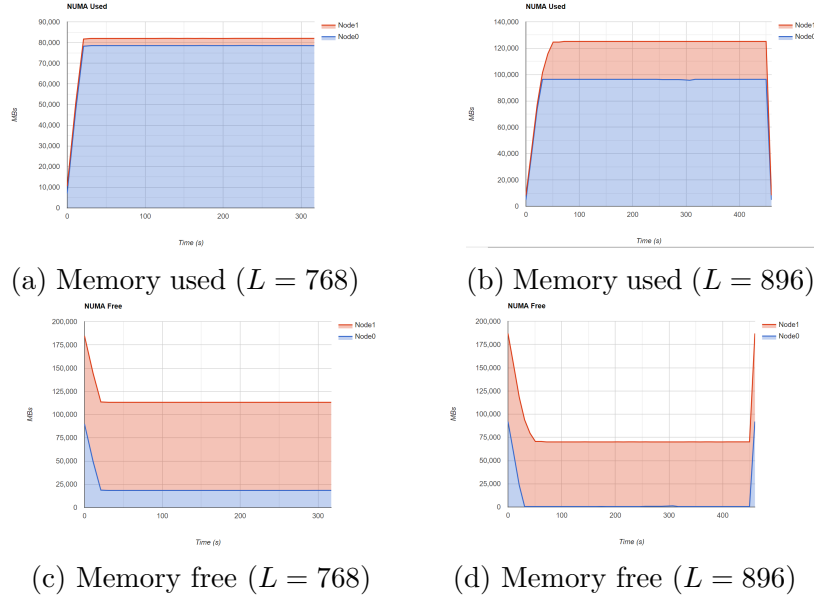 NUMA Used
90,000
80,000
70,000
60,000
50,000
40,000
30,000
20,000
10,000
0
MBs
0 100 200 300
Time (s)
Node1
Node0
(a) Memory used (L = 768)
NUMA Used
140,000
120,000
100,000
80,000
60,000
40,000
20,000
0
MBs
0 100 200 300 400
Time (s)
Node1
Node0
(b) Memory used (L = 896)
NUMA Free
200,000
175,000
150,000
125,000
100,000
75,000
50,000
25,000
0
MBs
0 100 200 300
Time (s)
Node1
Node0
(c) Memory free (L = 768)
NUMA Free
200,000
175,000
150,000
125,000
100,000
75,000
50,000
25,000
0
MBs
0 100 200 300 400
Time (s)
Node1
Node0
(d) Memory free (L = 896)